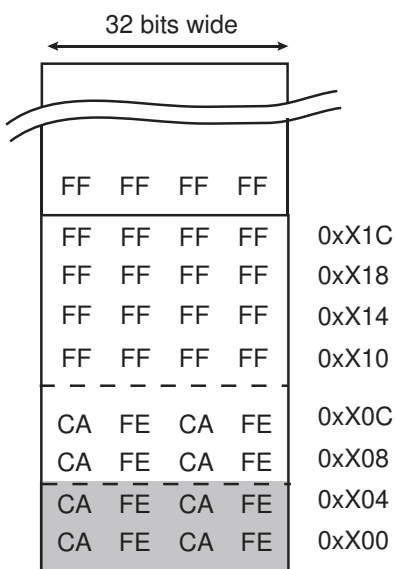 32 bits wide
FF FF FF FF
FF FF FF FF 0xX1C
FF FF FF FF 0xX18
FF FF FF FF 0xX14
FF FF FF FF 0xX10
CA FE CA FE 0xX0C
CA FE CA FE 0xX08
CA FE CA FE 0xX04
CA FE CA FE 0xX00